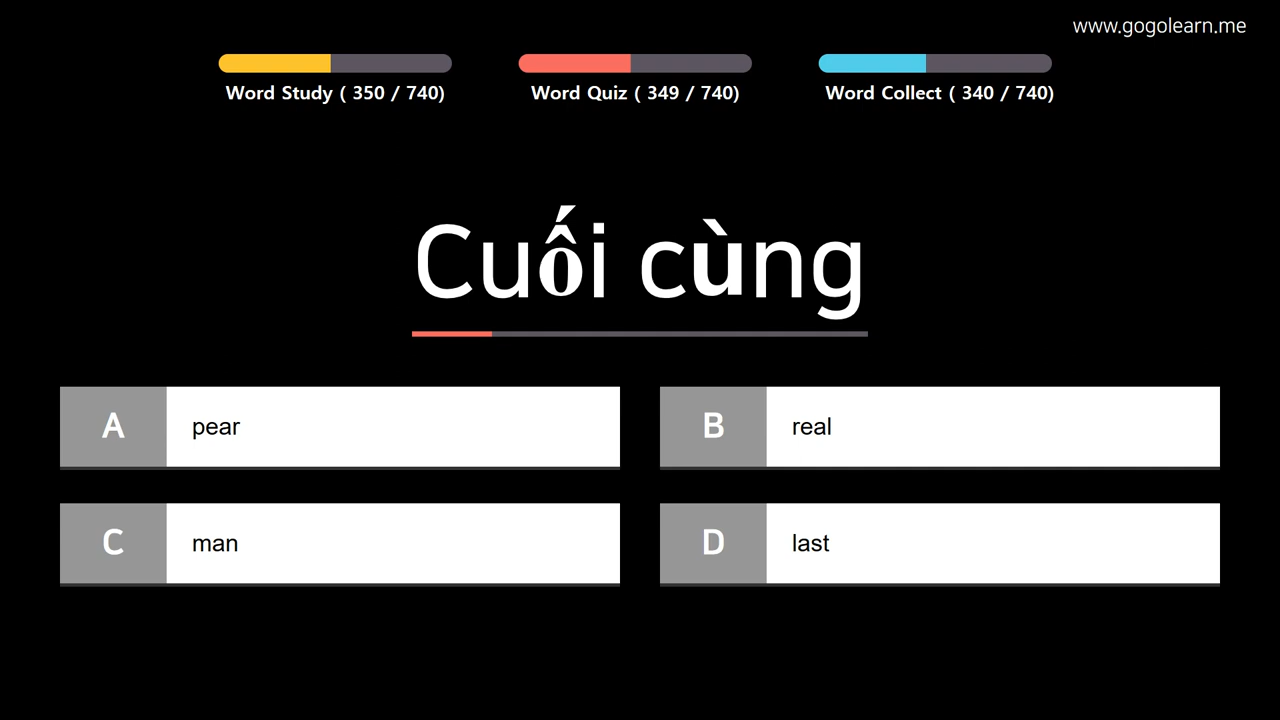 www.gogolearn.me
Word Study ( 350 / 740)
Word Quiz ( 349 / 740)
Word Collect ( 340 / 740)
Cuối cùng
A pear
B real
C man
D last